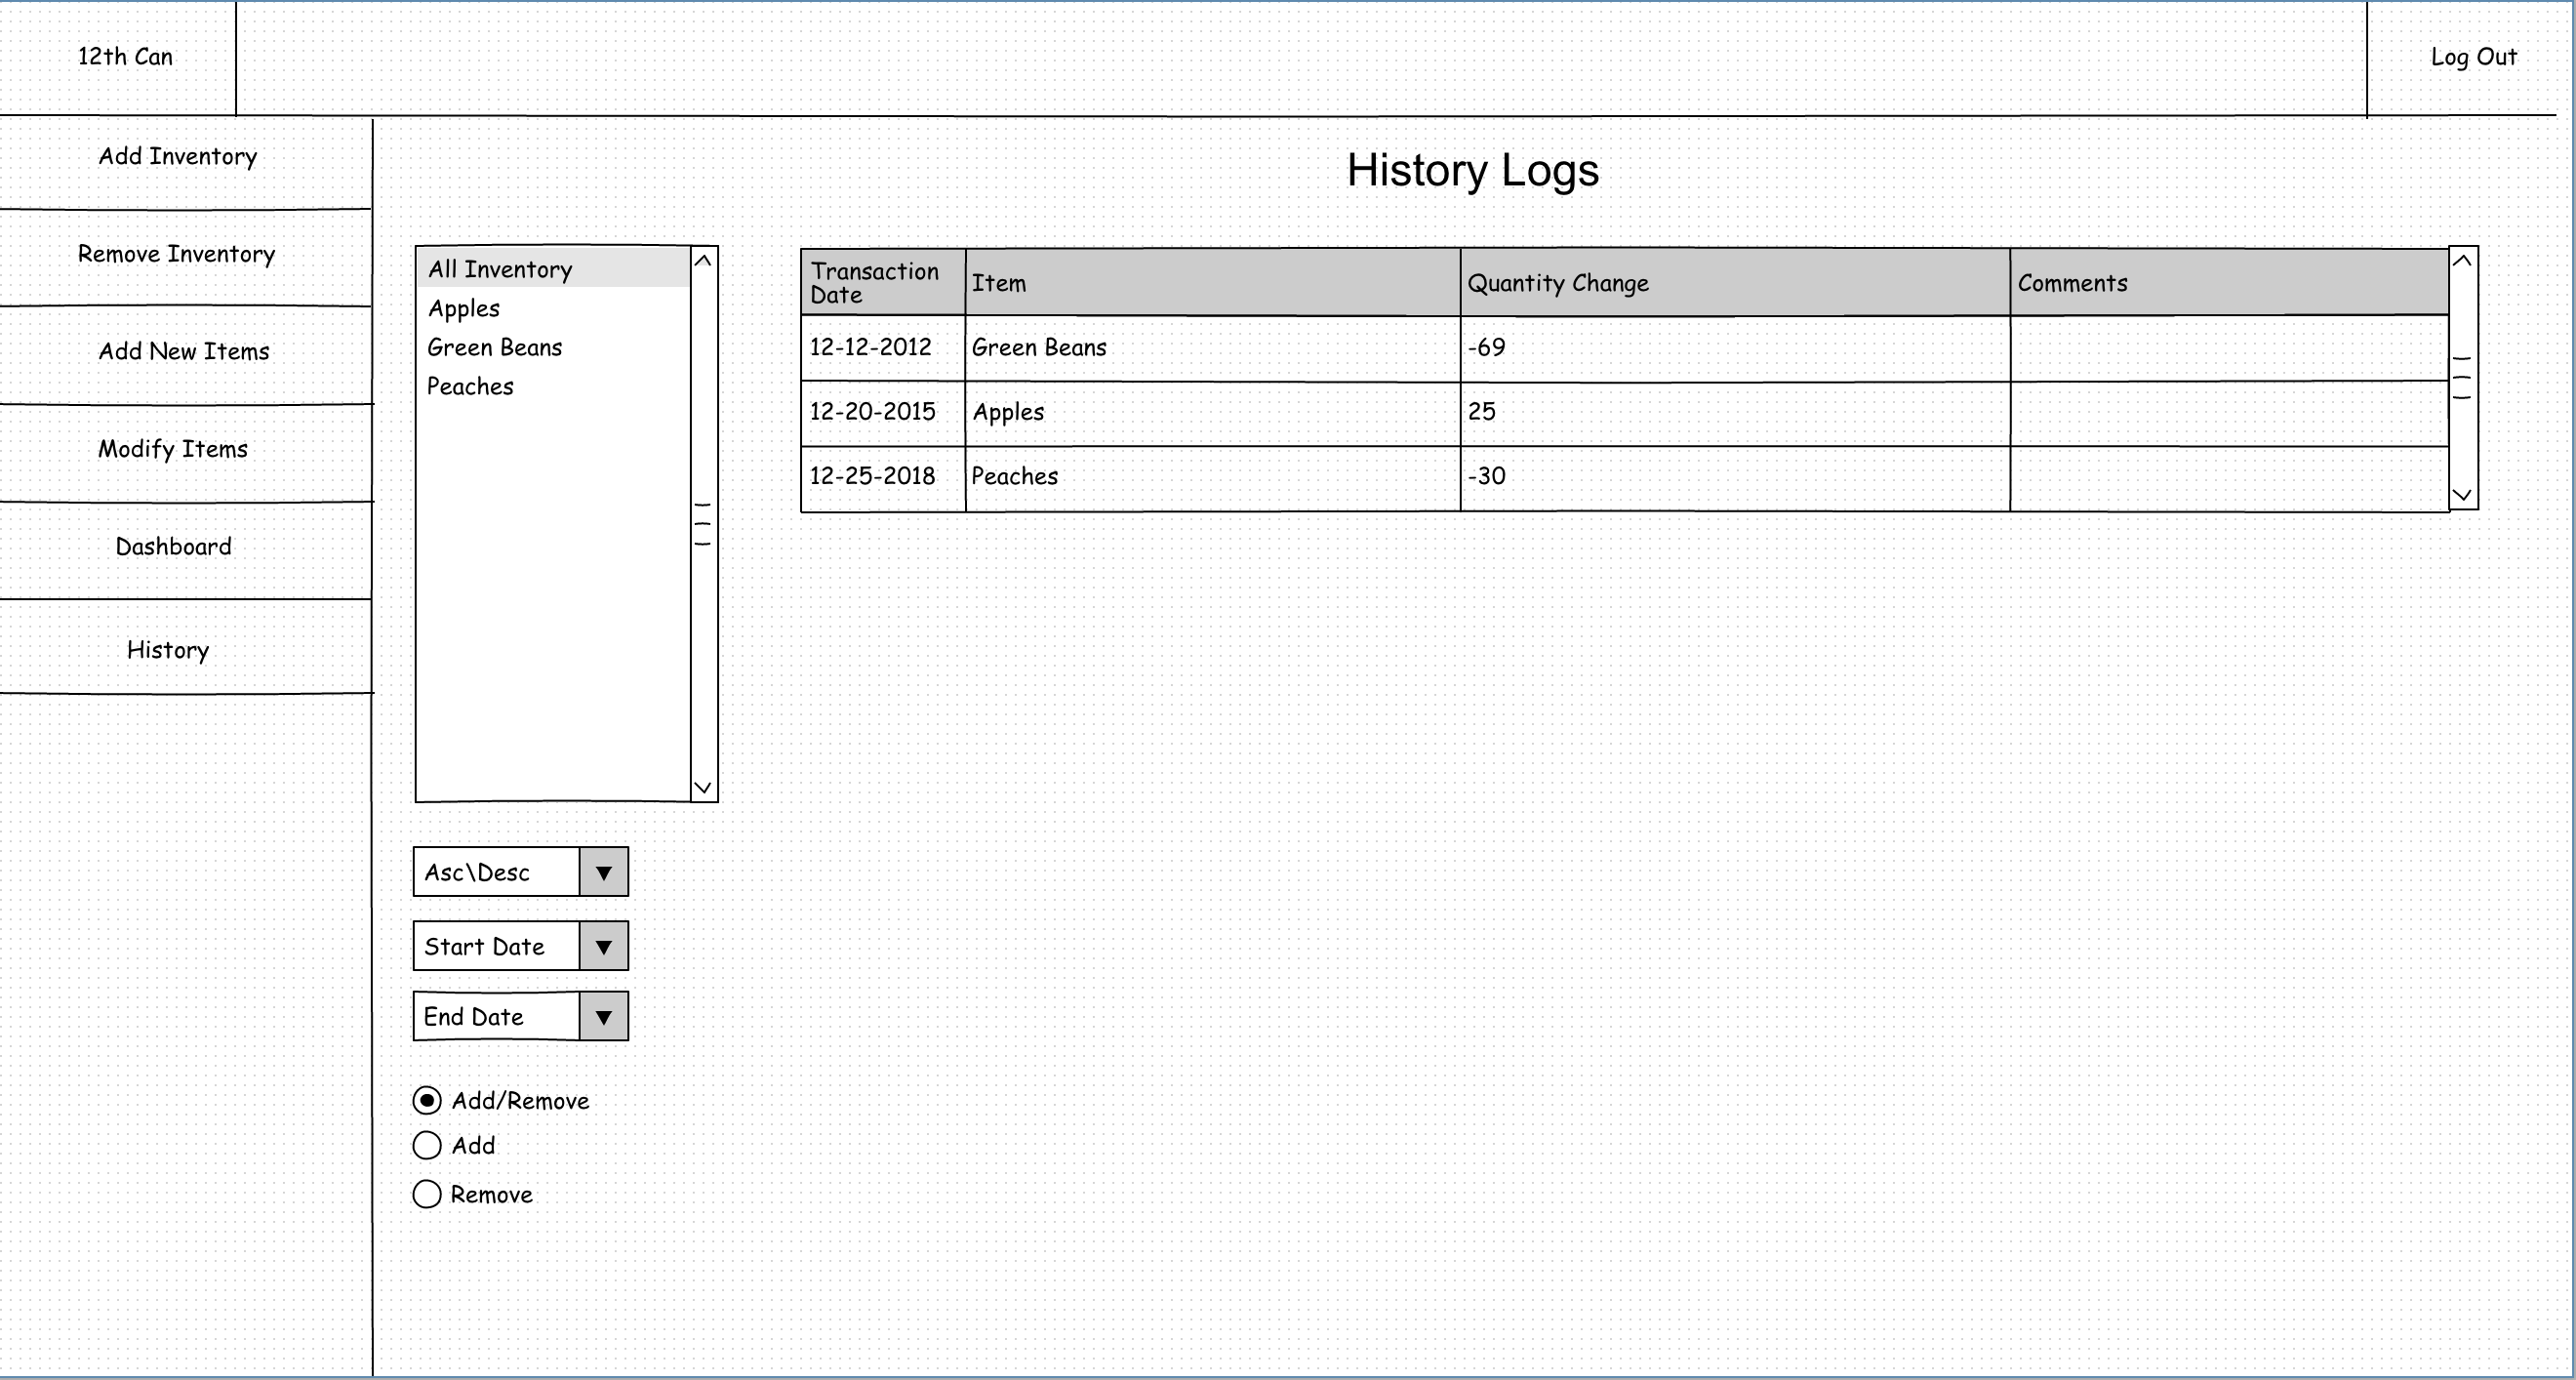 12th Can
Log Out
Add Inventory
Remove Inventory
Add New Items
Modify Items
Dashboard
History
History Logs
All Inventory
Apples
Green Beans
Peaches
Asc\Desc
Start Date
End Date
Add/Remove
Add
Remove
Transaction
Date
Item
Quantity Change
Comments
12-12-2012 Green Beans -69
12-20-2015 Apples 25
12-25-2018 Peaches -30